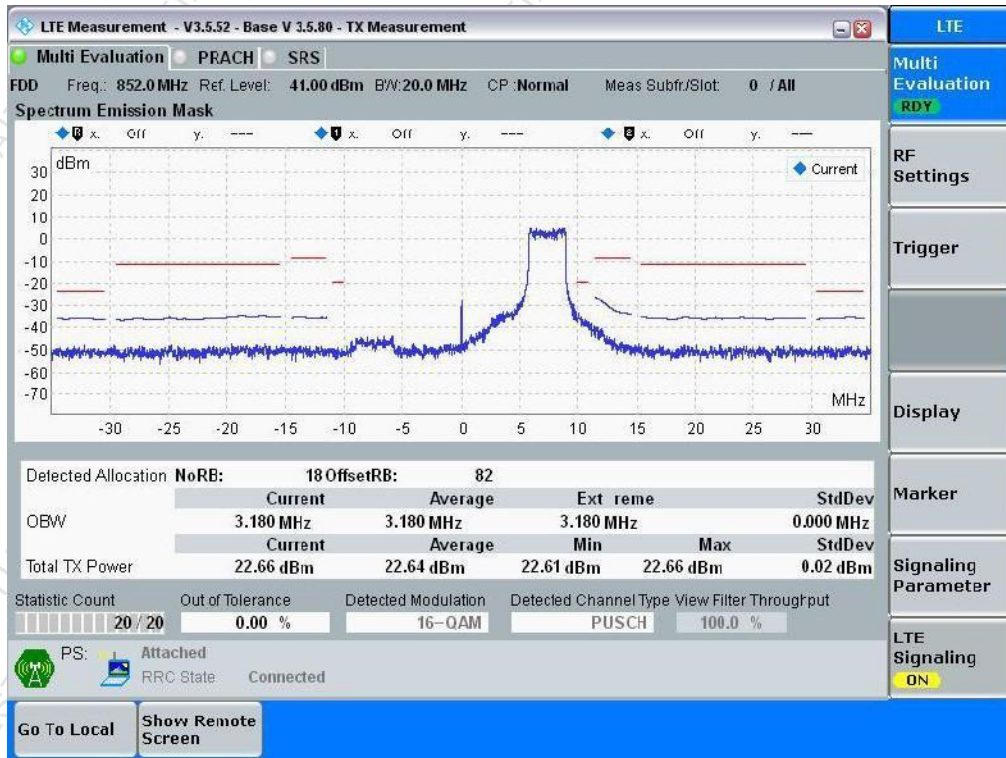 LTE Measurement - V3.5.52 - Base V 3.5.80 - TX Measurement
LTE
Multi Evaluation PRACH SRS
Multi
Evaluation
RDY
FDD Freq.: 852.0 MHz Ref. Level: 41.00 dBm BW: 20.0 MHz CP :Normal Meas Subfr./Slot: 0 / All
Spectrum Emission Mask
x. Off y. --- x. Off y. --- x. Off y. ---
dBm
Current
30
20
10
0
-10
-20
-30
-40
-50
-60
-70
MHz
-30 -25 -20 -15 -10 -5 0 5 10 15 20 25 30
RF
Settings
Trigger
Display
Marker
Signaling
Parameter
LTE
Signaling
ON
Detected Allocation NoRB: 18 OffsetRB: 82
Current Average Ext reme StdDev
OBW 3.180 MHz 3.180 MHz 3.180 MHz 0.000 MHz
Current Average Min Max StdDev
Total TX Power 22.66 dBm 22.64 dBm 22.61 dBm 22.66 dBm 0.02 dBm
Statistic Count Out of Tolerance Detected Modulation Detected Channel Type View Filter Throughput
20 / 20 0.00 % 16-QAM PUSCH 100.0 %
PS: Attached
RRC State Connected
Go To Local
Show Remote
Screen